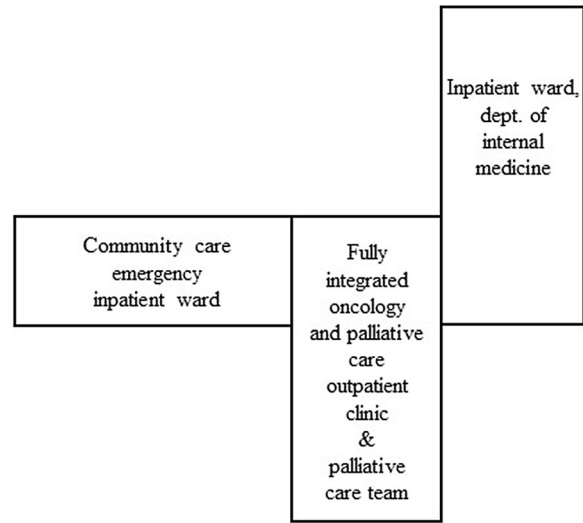 Inpatient ward,
dept. of
internal
medicine
Community care
emergency
inpatient ward
Fully
integrated
oncology
and palliative
care
outpatient
clinic
&
palliative
care team